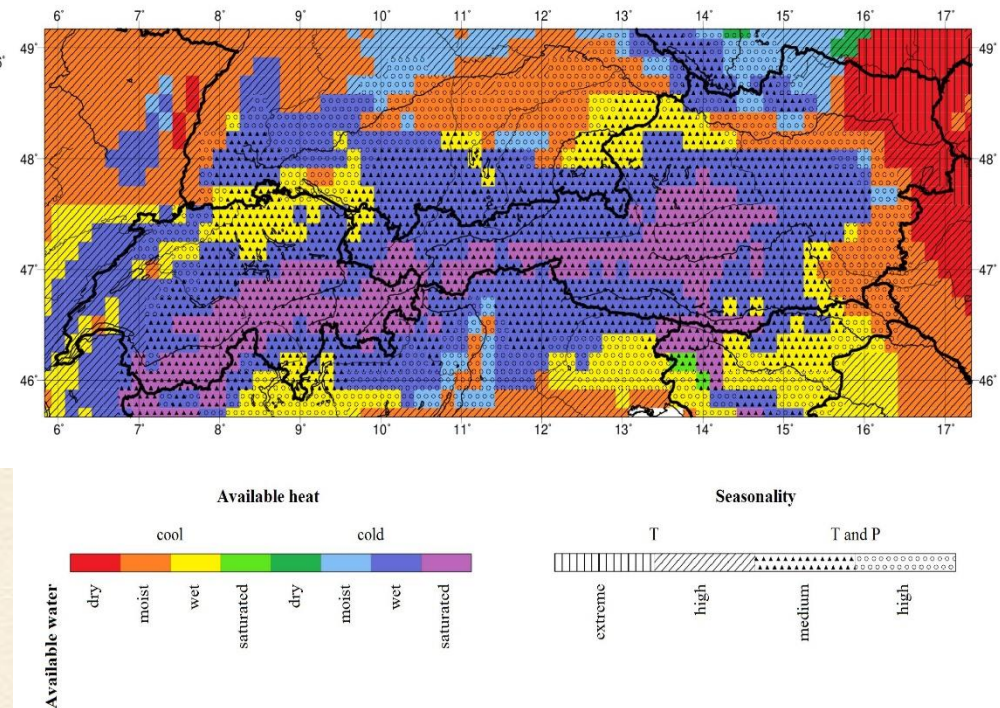 6° 7° 8° 9° 10° 11° 12° 13° 14° 15° 16° 17°
49° 49°
48° 48°
47° 47°
46° 46°
6° 7° 8° 9° 10° 11° 12° 13° 14° 15° 16° 17°
Available heat
cool cold
Available water
dry moist wet saturated dry moist wet saturated
Seasonality
T T and P
extreme high medium high